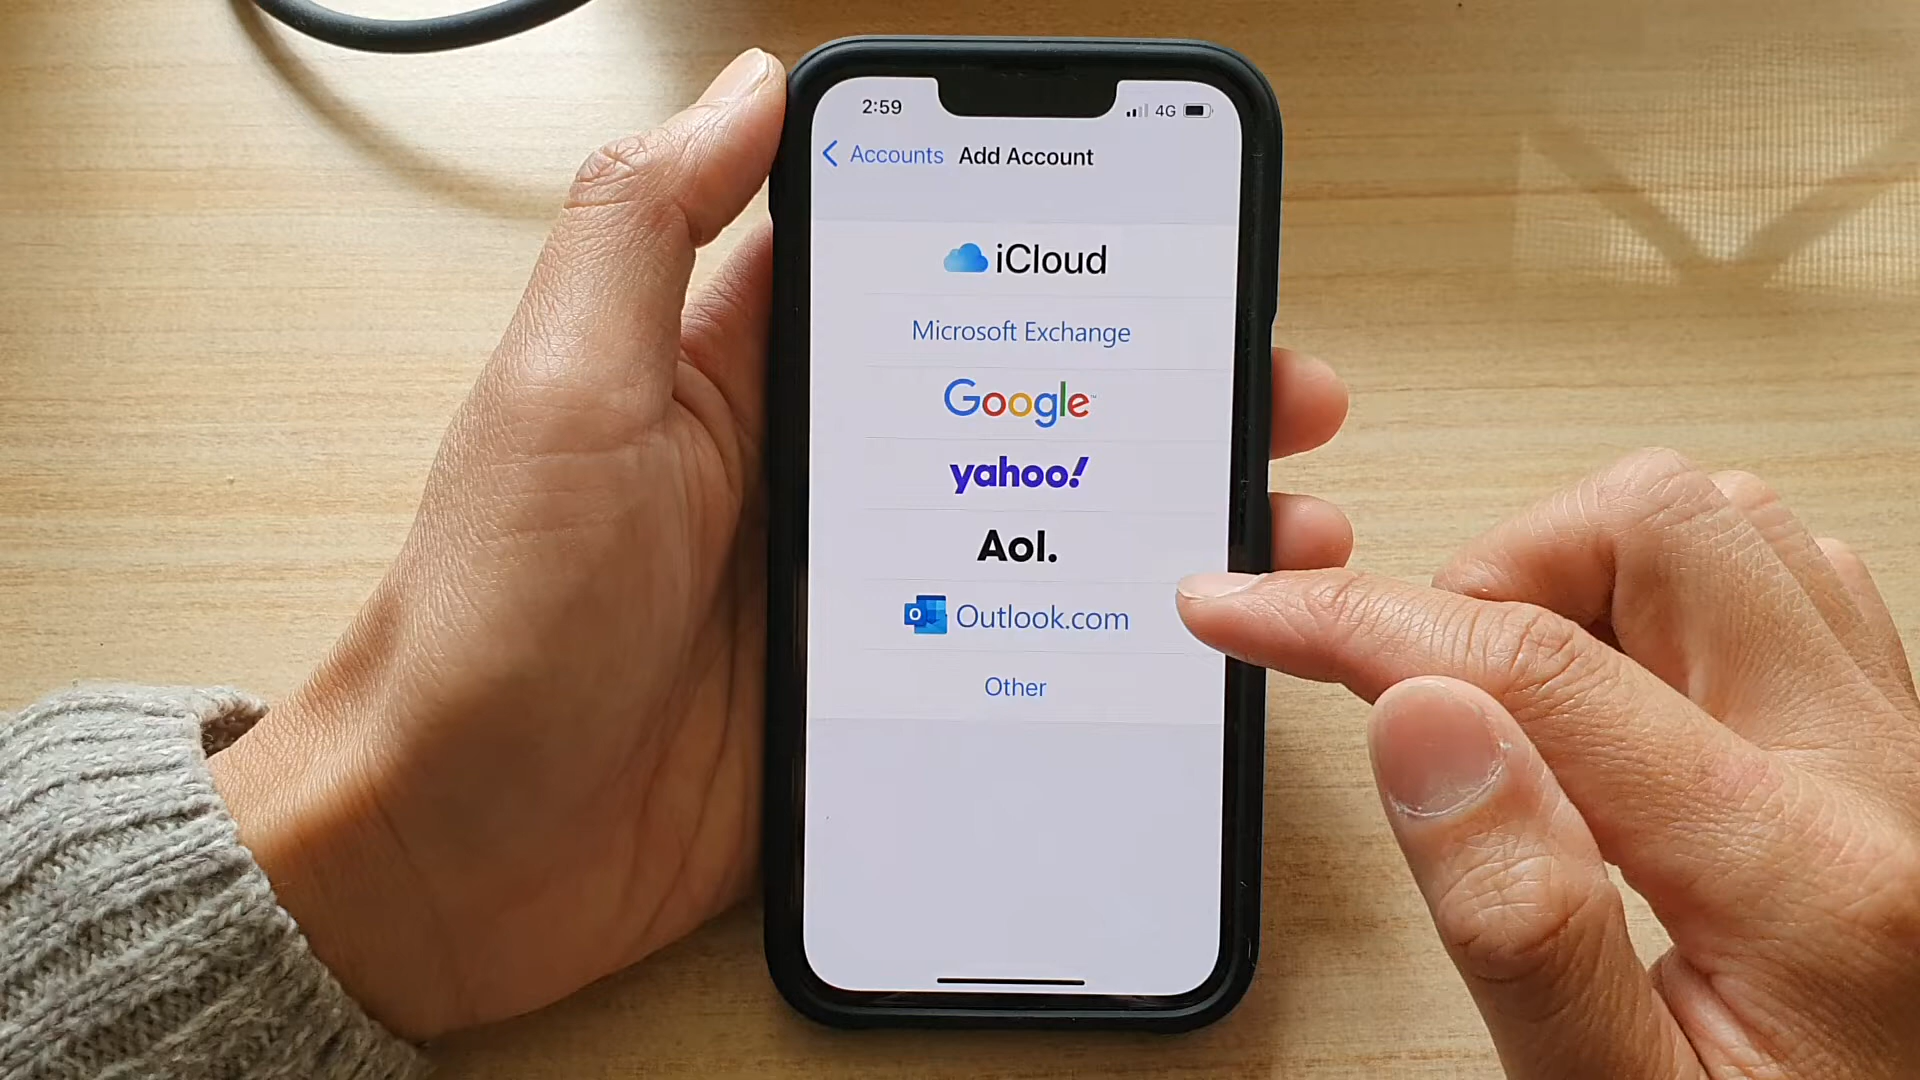 2:59
4G
Accounts Add Account
iCloud
Microsoft Exchange
Google
yahoo!
Aol.
Outlook.com
Other